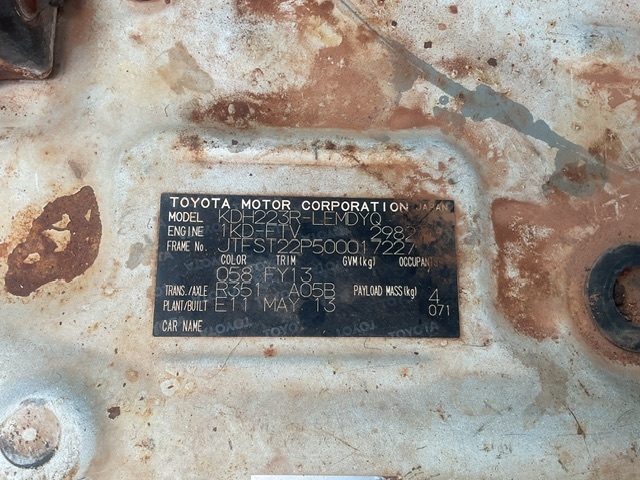 TOYOTA MOTOR CORPORATION JAPAN
MODEL KDH223R-LEMDYQ
ENGINE 1KD-FTV 2982
FRAME No. JTFST22P500017227
COLOR TRIM GVM(kg) OCCUPANTS
058 FY13
TRANS./AXLE R351 A05B PAYLOAD MASS(kg) 4
PLANT/BUILT E11 MAY 13 071
CAR NAME